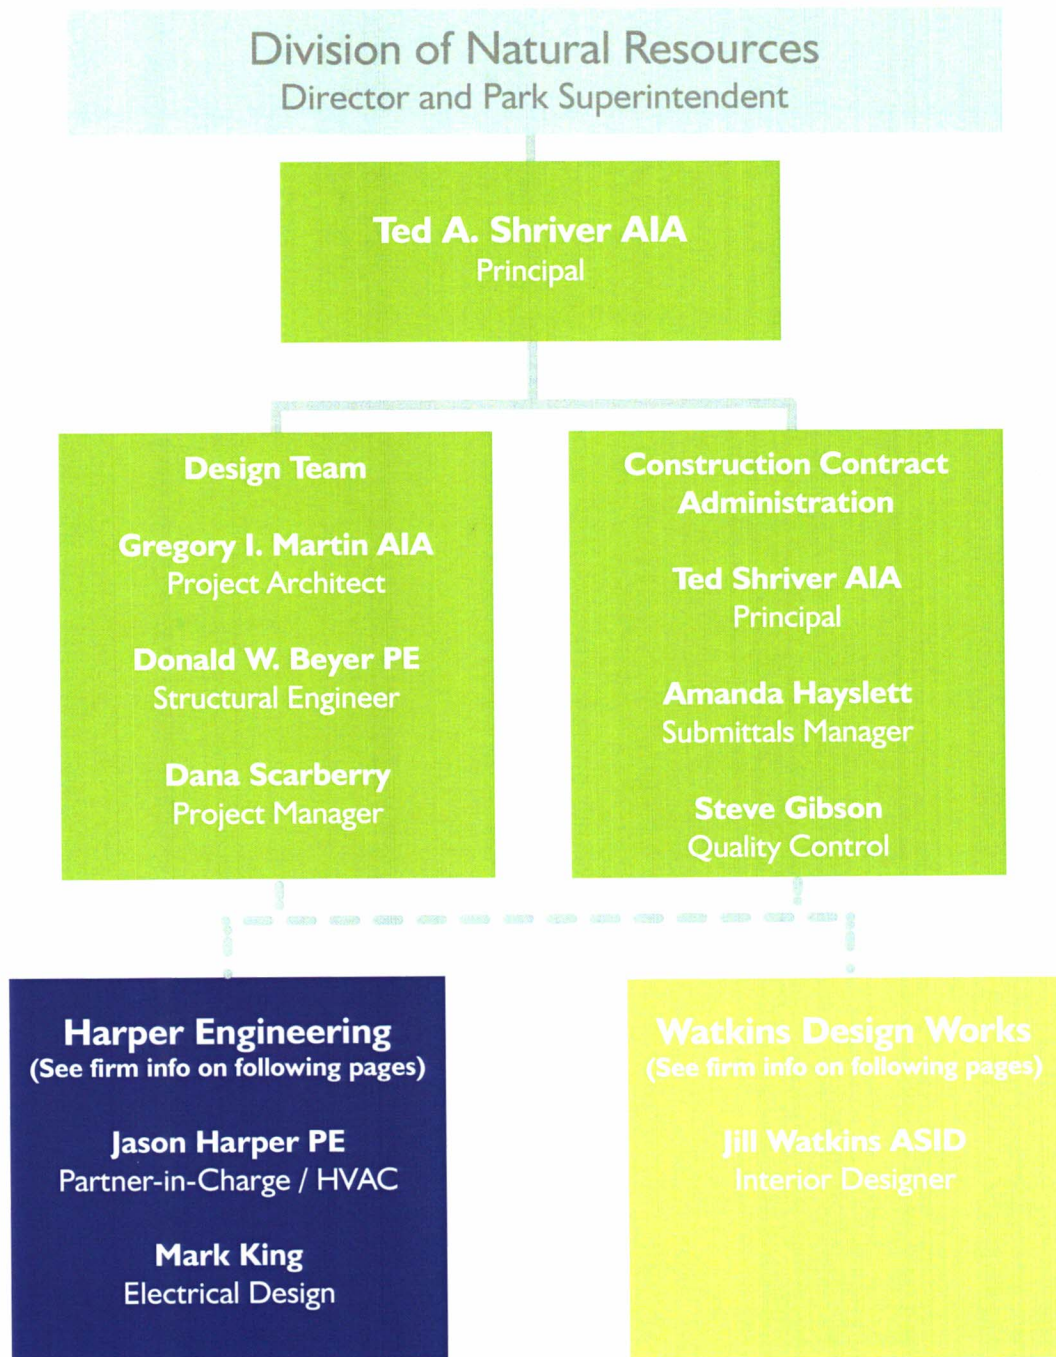 Division of Natural Resources
Director and Park Superintendent
Ted A. Shriver AIA
Principal
Design Team
Gregory I. Martin AIA
Project Architect
Donald W. Beyer PE
Structural Engineer
Dana Scarberry
Project Manager
Construction Contract
Administration
Ted Shriver AIA
Principal
Amanda Hayslett
Submittals Manager
Steve Gibson
Quality Control
Harper Engineering
(See firm info on following pages)
Jason Harper PE
Partner-in-Charge / HVAC
Mark King
Electrical Design
Watkins Design Works
(See firm info on following pages)
Jill Watkins ASID
Interior Designer